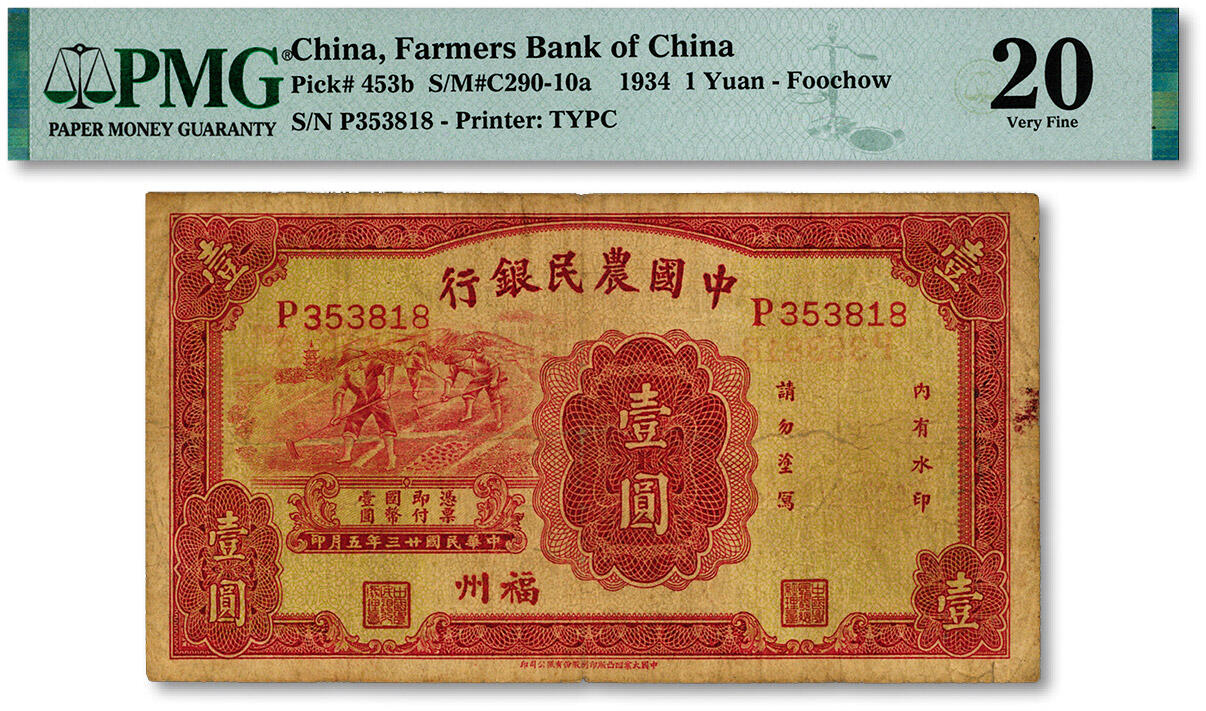 PMG®
PAPER MONEY GUARANTY
China, Farmers Bank of China
Pick# 453b S/M#C290-10a 1934 1 Yuan - Foochow
S/N P353818 - Printer: TYPC
20
Very Fine
壹
壹
中國農民銀行
P353818
P353818
內有水印
請勿塗寫
壹圓
憑票
即付
國幣
壹圓
中華民國廿三年五月印
福州
壹圓
壹